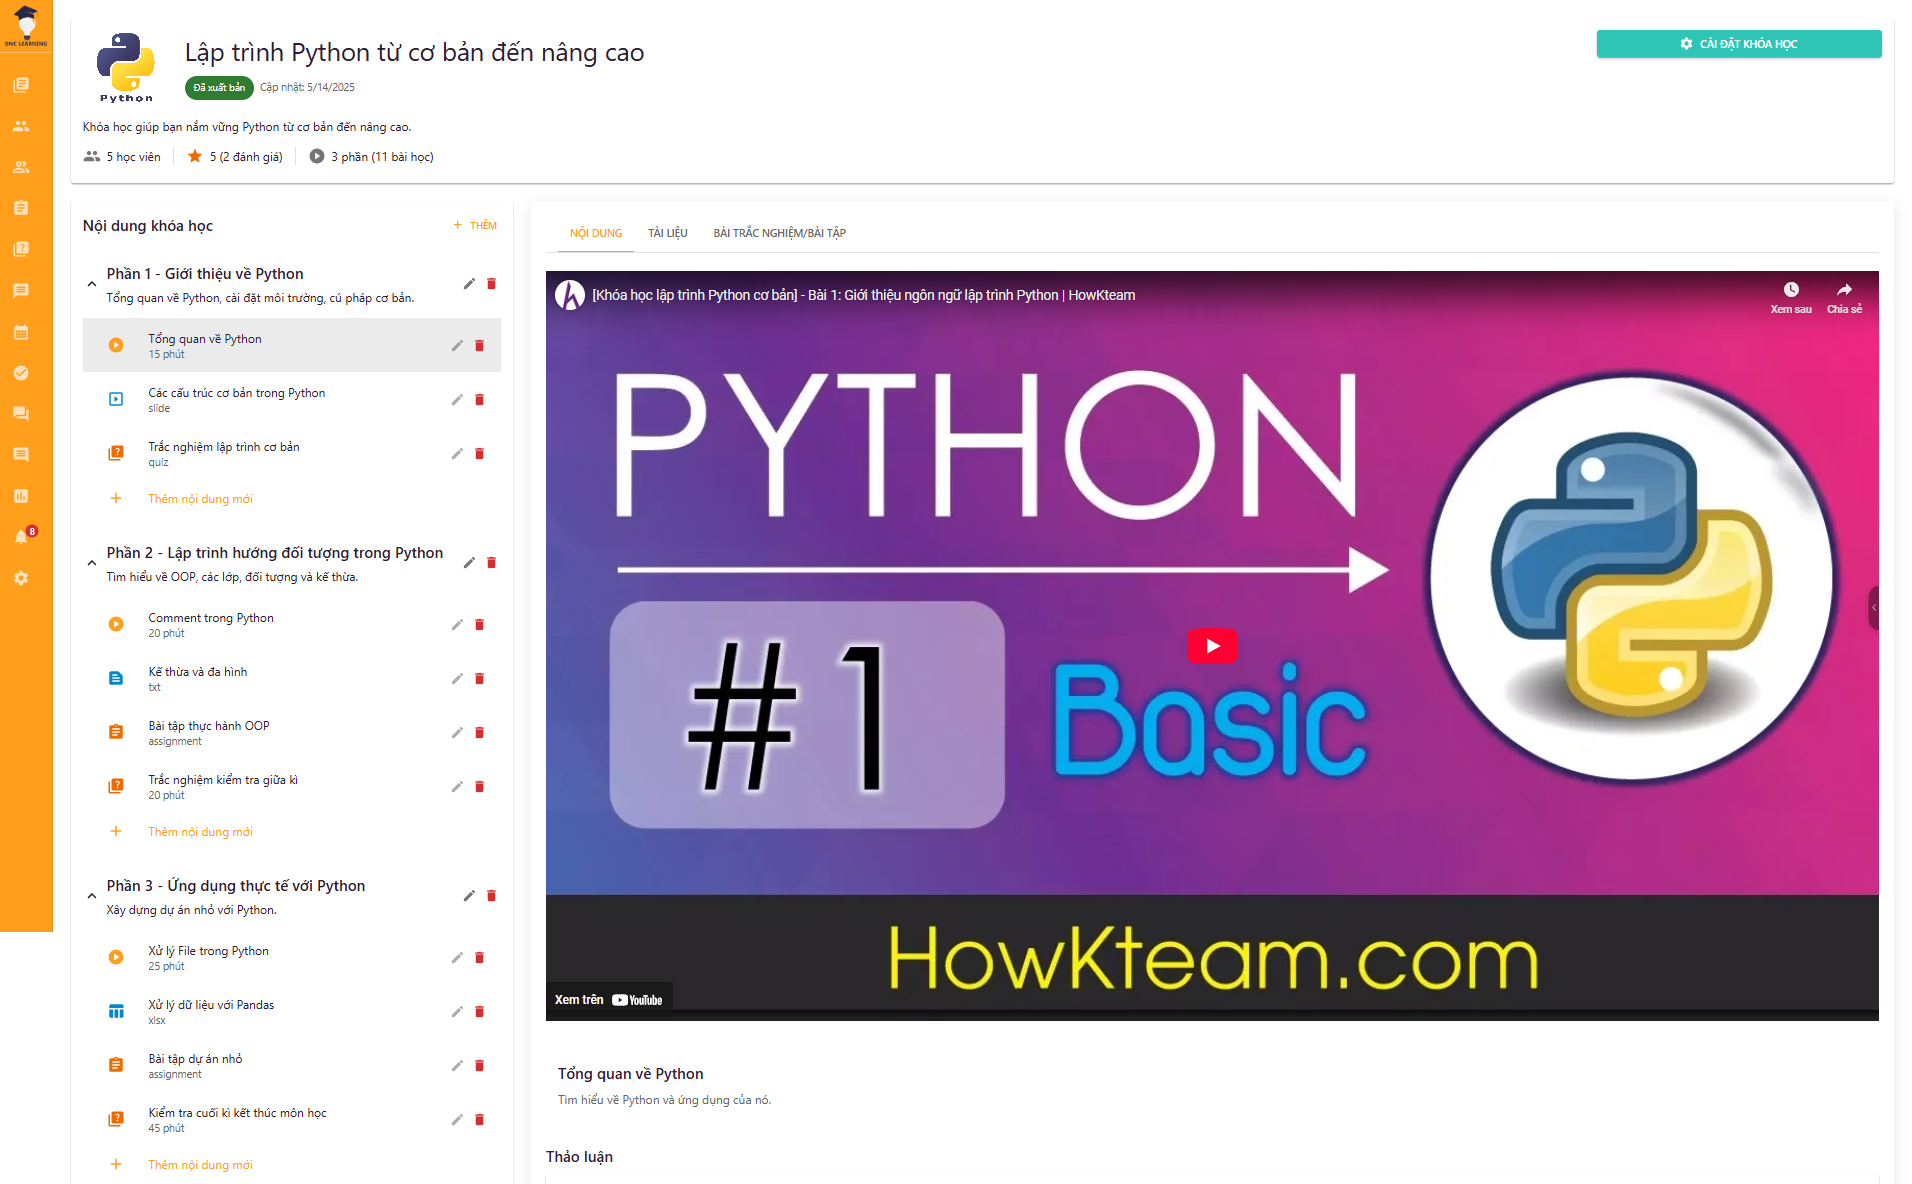 DNC LEARNING
8
Python
Lập trình Python từ cơ bản đến nâng cao
Đã xuất bản
Cập nhật: 5/14/2025
Khóa học giúp bạn nắm vững Python từ cơ bản đến nâng cao.
5 học viên
5 (2 đánh giá)
3 phần (11 bài học)
CÀI ĐẶT KHÓA HỌC
Nội dung khóa học
+ THÊM
Phần 1 - Giới thiệu về Python
Tổng quan về Python, cài đặt môi trường, cú pháp cơ bản.
Tổng quan về Python
15 phút
Các cấu trúc cơ bản trong Python
slide
Trắc nghiệm lập trình cơ bản
quiz
+ Thêm nội dung mới
Phần 2 - Lập trình hướng đối tượng trong Python
Tìm hiểu về OOP, các lớp, đối tượng và kế thừa.
Comment trong Python
20 phút
Kế thừa và đa hình
txt
Bài tập thực hành OOP
assignment
Trắc nghiệm kiểm tra giữa kì
20 phút
+ Thêm nội dung mới
Phần 3 - Ứng dụng thực tế với Python
Xây dựng dự án nhỏ với Python.
Xử lý File trong Python
25 phút
Xử lý dữ liệu với Pandas
xlsx
Bài tập dự án nhỏ
assignment
Kiểm tra cuối kì kết thúc môn học
45 phút
+ Thêm nội dung mới
NỘI DUNG
TÀI LIỆU
BÀI TRẮC NGHIỆM/BÀI TẬP
[Khóa học lập trình Python cơ bản] - Bài 1: Giới thiệu ngôn ngữ lập trình Python | HowKteam
Xem sau
Chia sẻ
PYTHON
#1
Basic
HowKteam.com
Xem trên YouTube
Tổng quan về Python
Tìm hiểu về Python và ứng dụng của nó.
Thảo luận